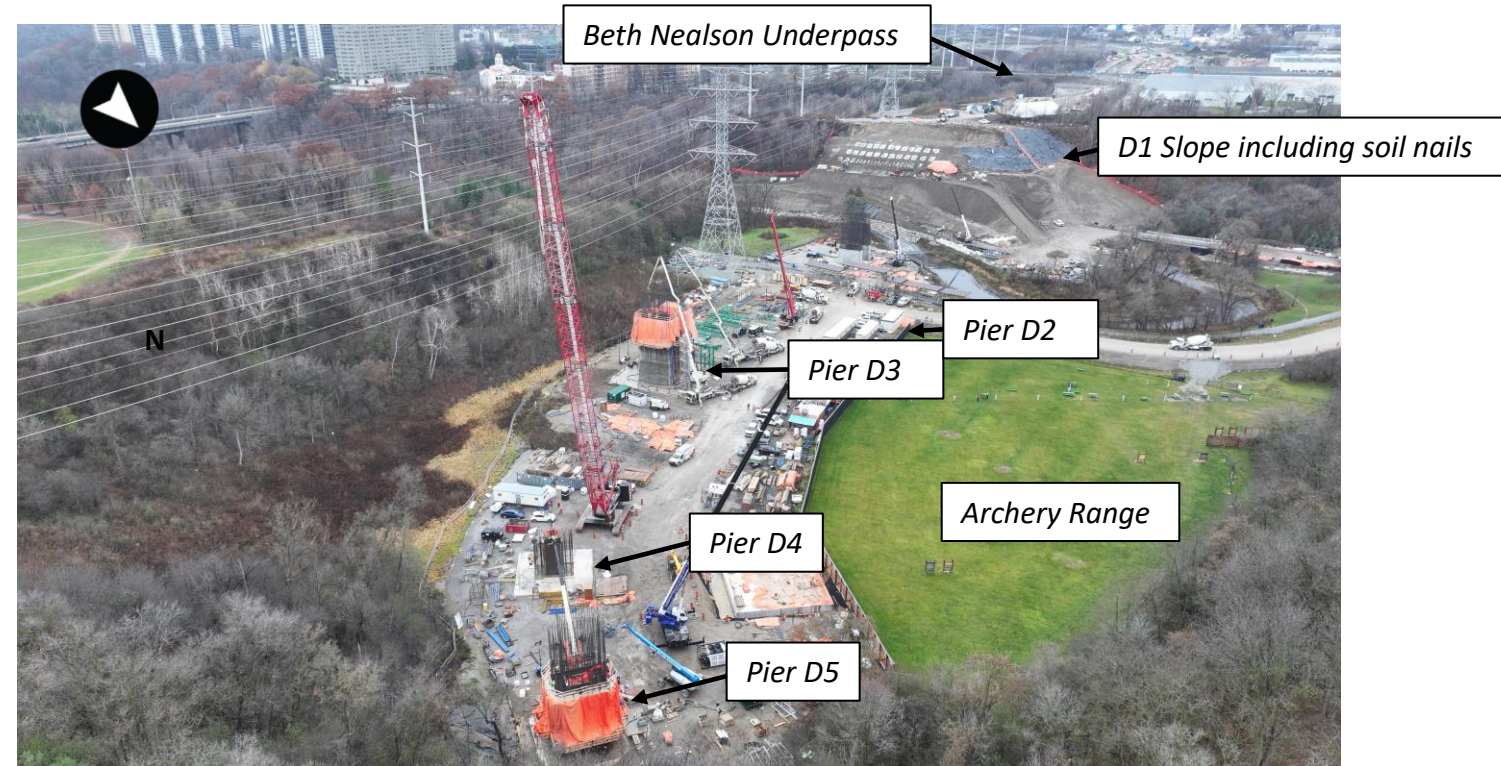 Beth Nealson Underpass
D1 Slope including soil nails
Pier D2
Pier D3
N
Archery Range
Pier D4
Pier D5